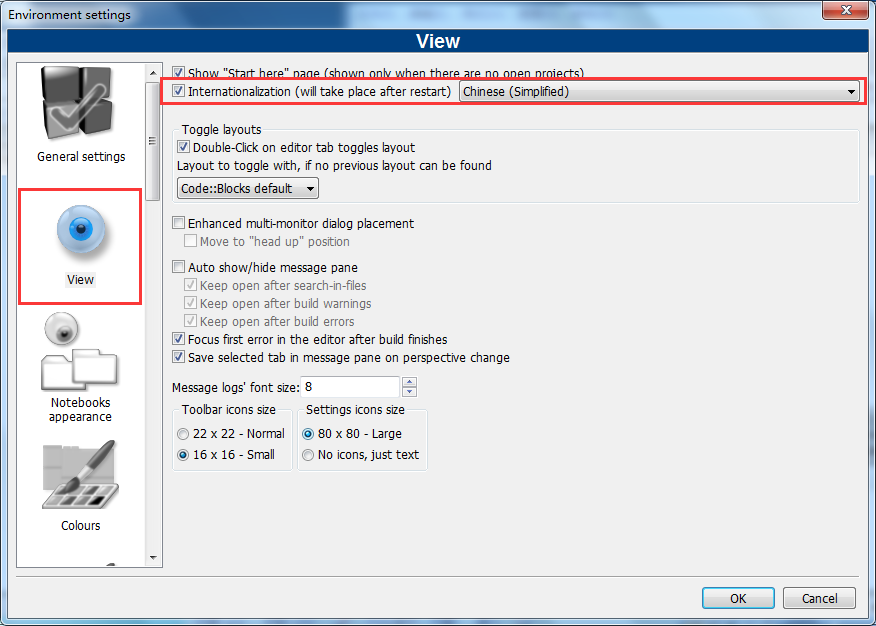 Environment settings
View
General settings
View
Notebooks
appearance
Colours
Show "Start here" page (shown only when there are no open projects)
Internationalization (will take place after restart)
Chinese (Simplified)
Toggle layouts
Double-Click on editor tab toggles layout
Layout to toggle with, if no previous layout can be found
Code::Blocks default
Enhanced multi-monitor dialog placement
Move to "head up" position
Auto show/hide message pane
Keep open after search-in-files
Keep open after build warnings
Keep open after build errors
Focus first error in the editor after build finishes
Save selected tab in message pane on perspective change
Message logs' font size: 8
Toolbar icons size
22 x 22 - Normal
16 x 16 - Small
Settings icons size
80 x 80 - Large
No icons, just text
OK
Cancel